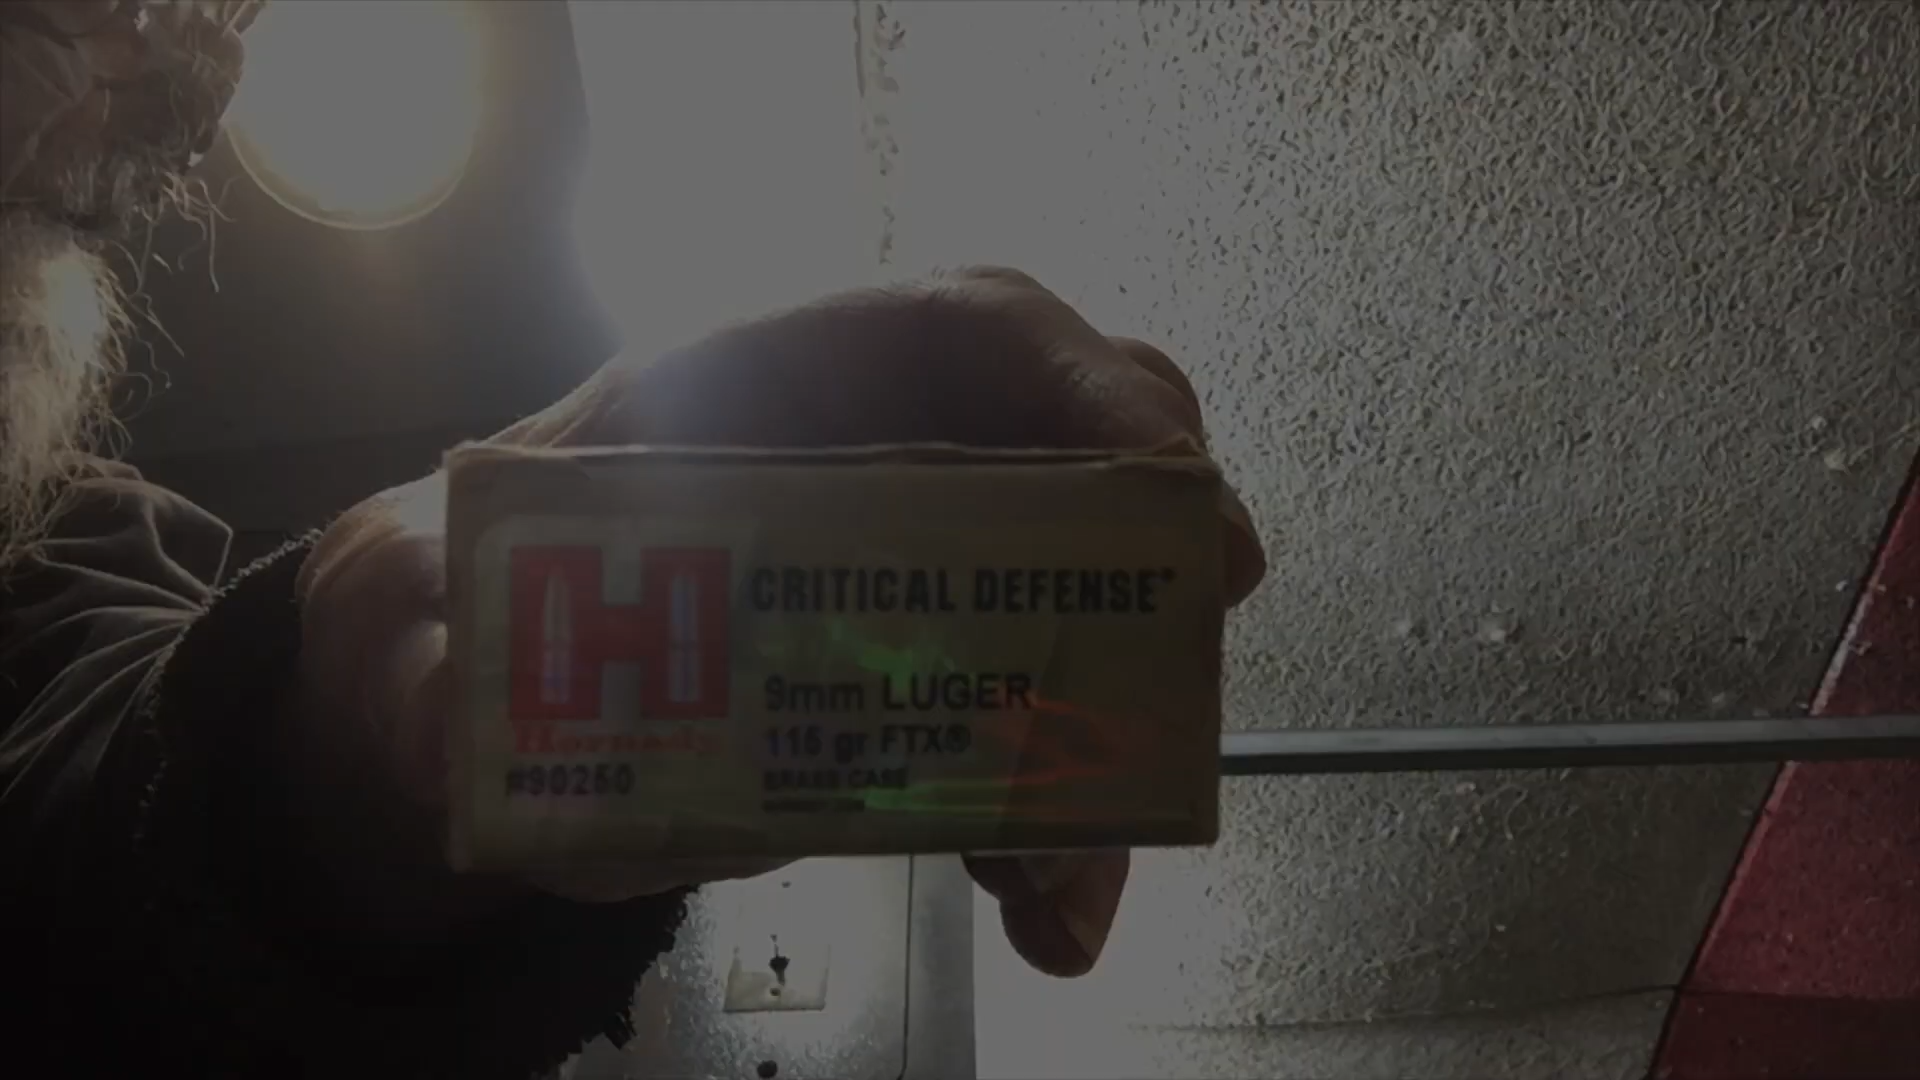 CRITICAL DEFENSE
9mm LUGER
115 gr FTX®
BRASS CASE
Hornady
#90250